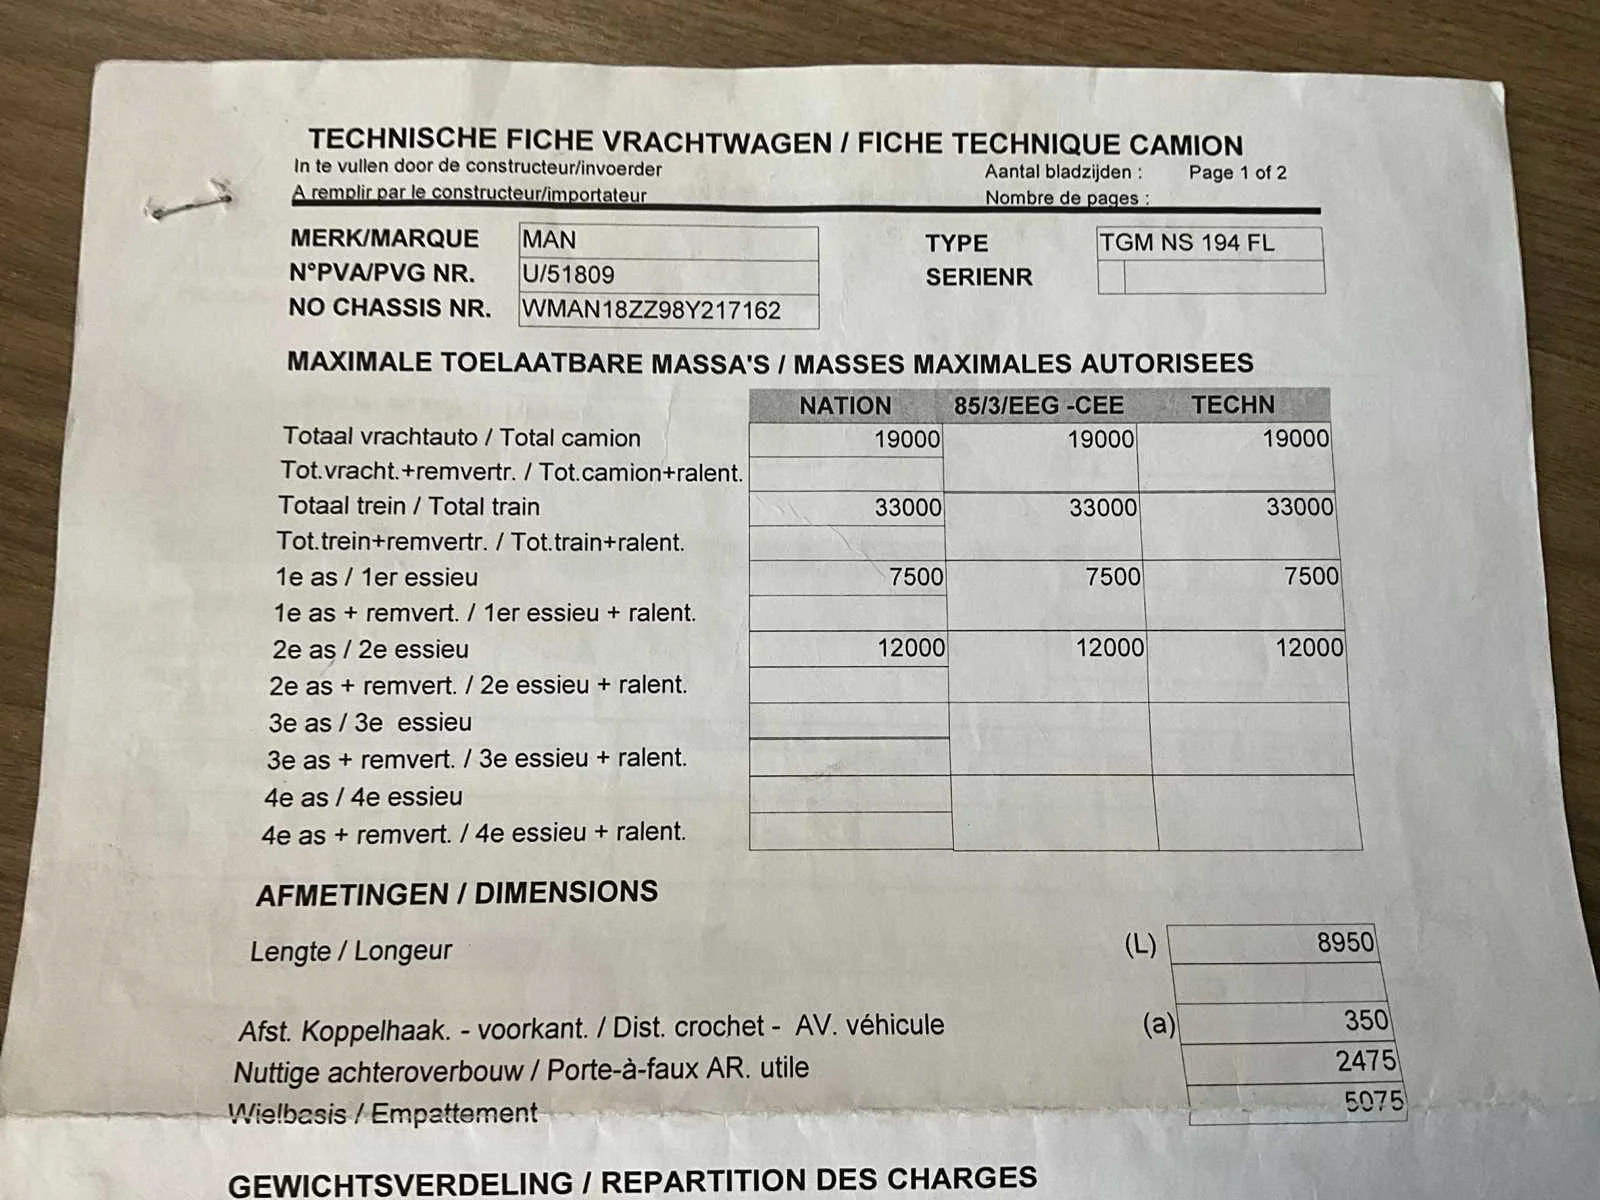 TECHNISCHE FICHE VRACHTWAGEN / FICHE TECHNIQUE CAMION
In te vullen door de constructeur/invoerder Aantal bladzijden : Page 1 of 2
A remplir par le constructeur/importateur Nombre de pages :
MERK/MARQUE MAN TYPE TGM NS 194 FL
N°PVA/PVG NR. U/51809 SERIENR
NO CHASSIS NR. WMAN18ZZ98Y217162
MAXIMALE TOELAATBARE MASSA'S / MASSES MAXIMALES AUTORISEES
NATION 85/3/EEG -CEE TECHN
Totaal vrachtauto / Total camion 19000 19000 19000
Tot.vracht.+remvertr. / Tot.camion+ralent.
Totaal trein / Total train 33000 33000 33000
Tot.trein+remvertr. / Tot.train+ralent.
1e as / 1er essieu 7500 7500 7500
1e as + remvert. / 1er essieu + ralent.
2e as / 2e essieu 12000 12000 12000
2e as + remvert. / 2e essieu + ralent.
3e as / 3e essieu
3e as + remvert. / 3e essieu + ralent.
4e as / 4e essieu
4e as + remvert. / 4e essieu + ralent.
AFMETINGEN / DIMENSIONS
Lengte / Longeur (L) 8950
Afst. Koppelhaak. - voorkant. / Dist. crochet - AV. véhicule (a) 350
Nuttige achteroverbouw / Porte-à-faux AR. utile 2475
Wielbasis / Empattement 5075
GEWICHTSVERDELING / REPARTITION DES CHARGES